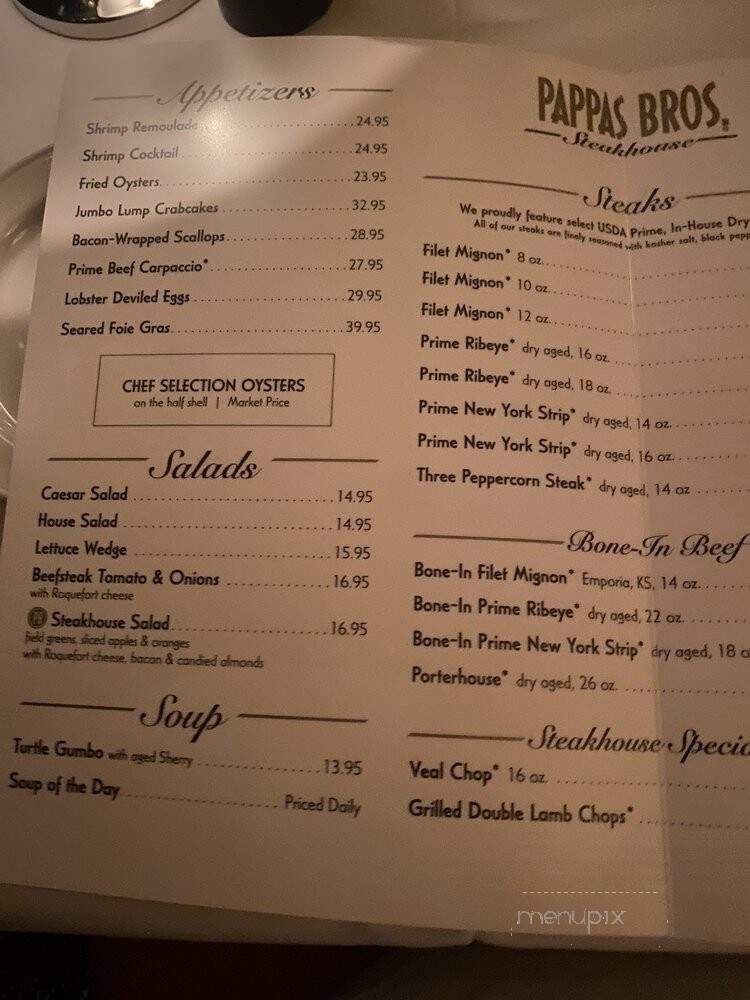 Appetizers
Shrimp Remoulade 24.95
Shrimp Cocktail 24.95
Fried Oysters 23.95
Jumbo Lump Crabcakes 32.95
Bacon-Wrapped Scallops 28.95
Prime Beef Carpaccio* 27.95
Lobster Deviled Eggs 29.95
Seared Foie Gras 39.95
CHEF SELECTION OYSTERS
on the half shell | Market Price
Salads
Caesar Salad 14.95
House Salad 14.95
Lettuce Wedge 15.95
Beefsteak Tomato & Onions 16.95
with Roquefort cheese
Steakhouse Salad 16.95
field greens, sliced apples & oranges
with Roquefort cheese, bacon & candied almonds
Soup
Turtle Gumbo with aged Sherry 13.95
Soup of the Day Priced Daily
PAPPAS BROS.
Steakhouse
Steaks
We proudly feature select USDA Prime, In-House Dry
All of our steaks are finely seasoned with kosher salt, black pepp
Filet Mignon* 8 oz.
Filet Mignon* 10 oz.
Filet Mignon* 12 oz.
Prime Ribeye* dry aged, 16 oz.
Prime Ribeye* dry aged, 18 oz.
Prime New York Strip* dry aged, 14 oz.
Prime New York Strip* dry aged, 16 oz.
Three Peppercorn Steak* dry aged, 14 oz
Bone-In Beef
Bone-In Filet Mignon* Emporia, KS, 14 oz.
Bone-In Prime Ribeye* dry aged, 22 oz.
Bone-In Prime New York Strip* dry aged, 18 o
Porterhouse* dry aged, 26 oz.
Steakhouse Specia
Veal Chop* 16 oz.
Grilled Double Lamb Chops*
menupix